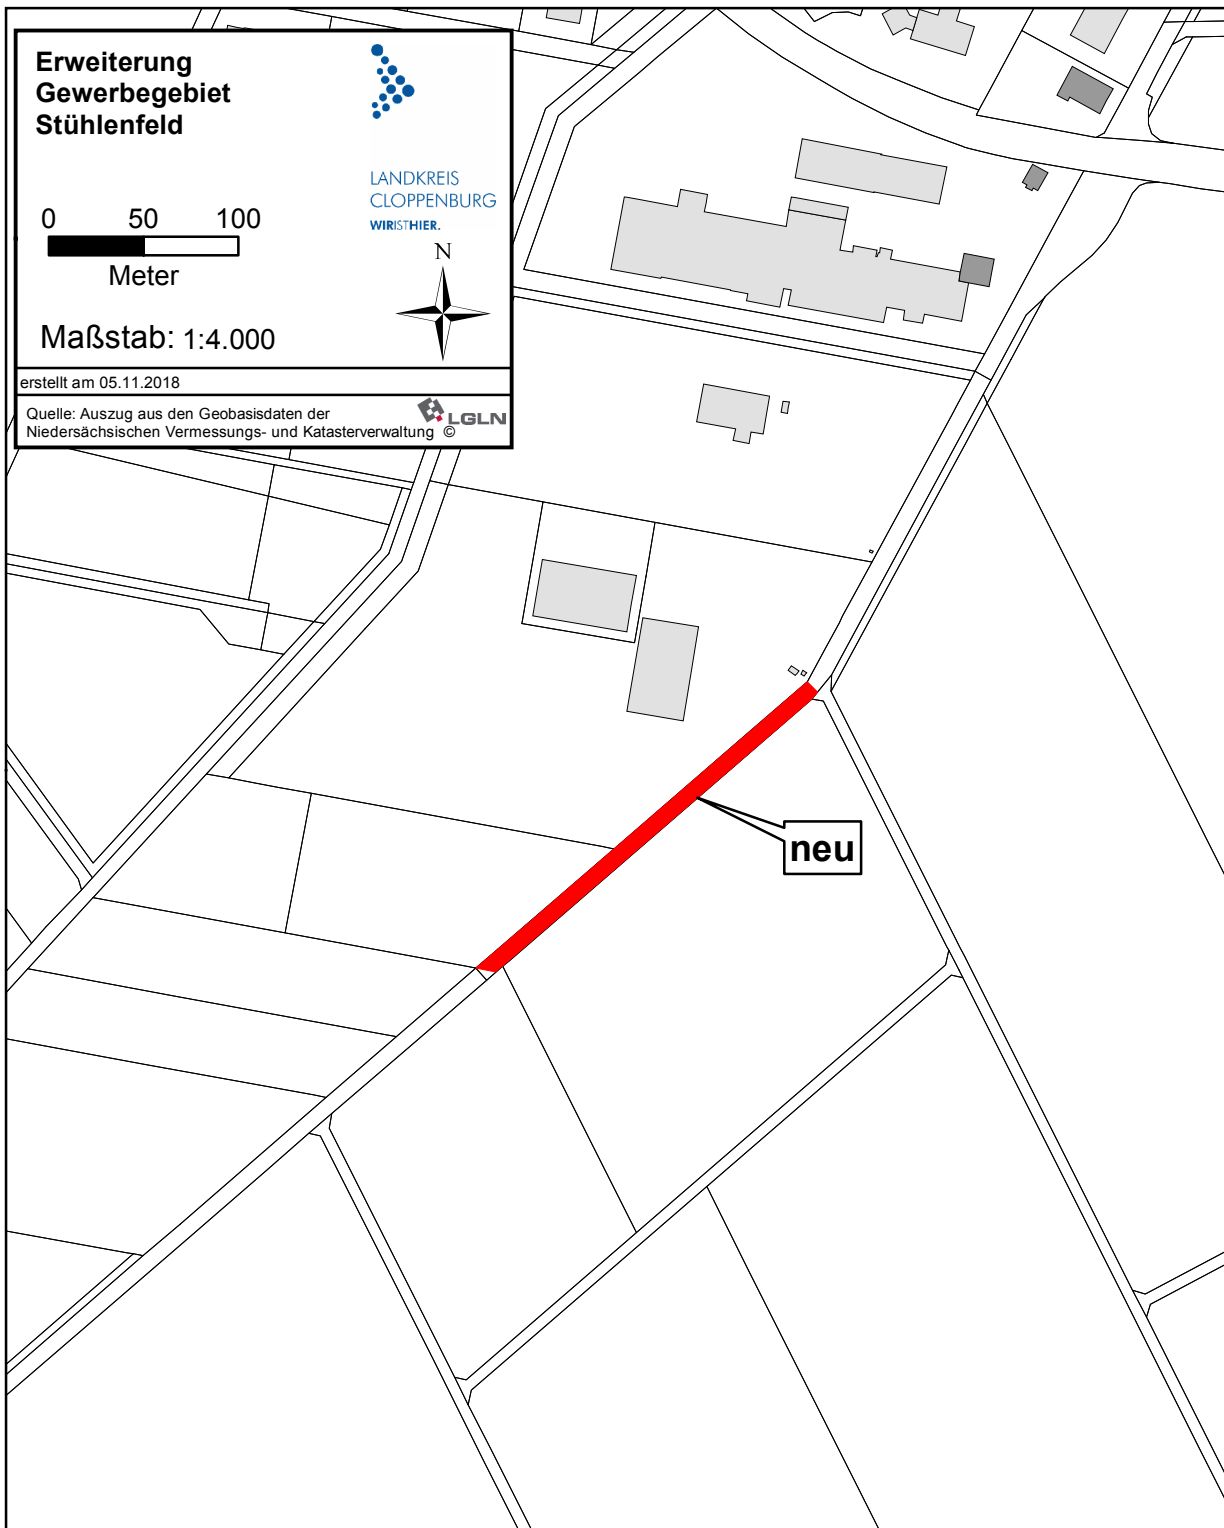 Erweiterung
Gewerbegebiet
Stühlenfeld
LANDKREIS
CLOPPENBURG
WIRISTHIER.
0 50 100
Meter
N
Maßstab: 1:4.000
erstellt am 05.11.2018
Quelle: Auszug aus den Geobasisdaten der
Niedersächsischen Vermessungs- und Katasterverwaltung ©
LGLN
neu